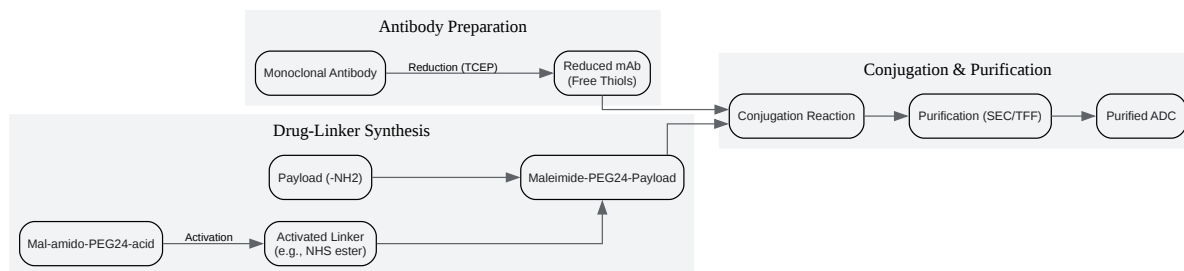 Antibody Preparation
Monoclonal Antibody
Reduction (TCEP)
Reduced mAb
(Free Thiols)
Conjugation & Purification
Conjugation Reaction
Purification (SEC/TFF)
Purified ADC
Drug-Linker Synthesis
Payload (-NH2)
Maleimide-PEG24-Payload
Mal-amido-PEG24-acid
Activation
Activated Linker
(e.g., NHS ester)